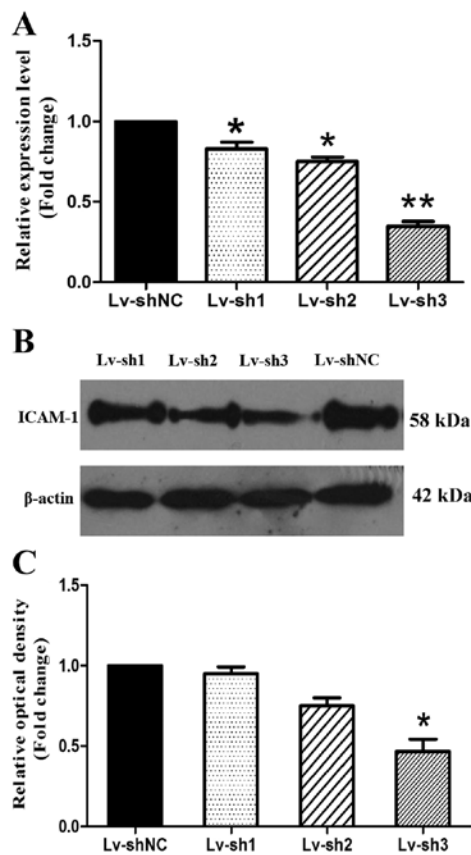 A
Relative expression level
(Fold change)
1.5
1.0
0.5
0.0
*
*
**
Lv-shNC Lv-sh1 Lv-sh2 Lv-sh3
B
Lv-sh1 Lv-sh2 Lv-sh3 Lv-shNC
ICAM-1 58 kDa
β-actin 42 kDa
C
Relative optical density
(Fold change)
1.5
1.0
0.5
0.0
*
Lv-shNC Lv-sh1 Lv-sh2 Lv-sh3